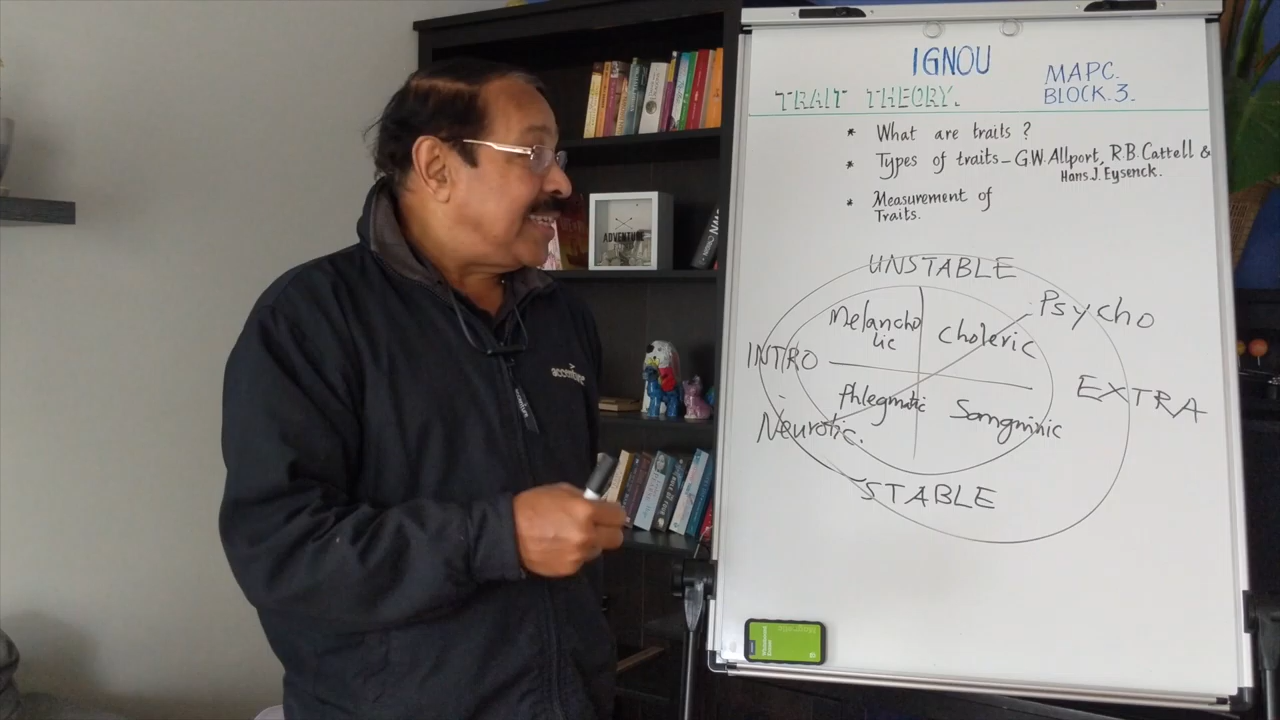 IGNOU
MAPC.
BLOCK.3.
TRAIT THEORY.
* What are traits ?
* Types of traits - G.W. Allport, R.B. Cattell &
Hans J. Eysenck.
* Measurement of
Traits.
UNSTABLE
Psycho
Melancho
lic
Choleric
INTRO
EXTRA
Phlegmatic
Sangninic
Neurotic.
STABLE
ADVENTURE
accenture